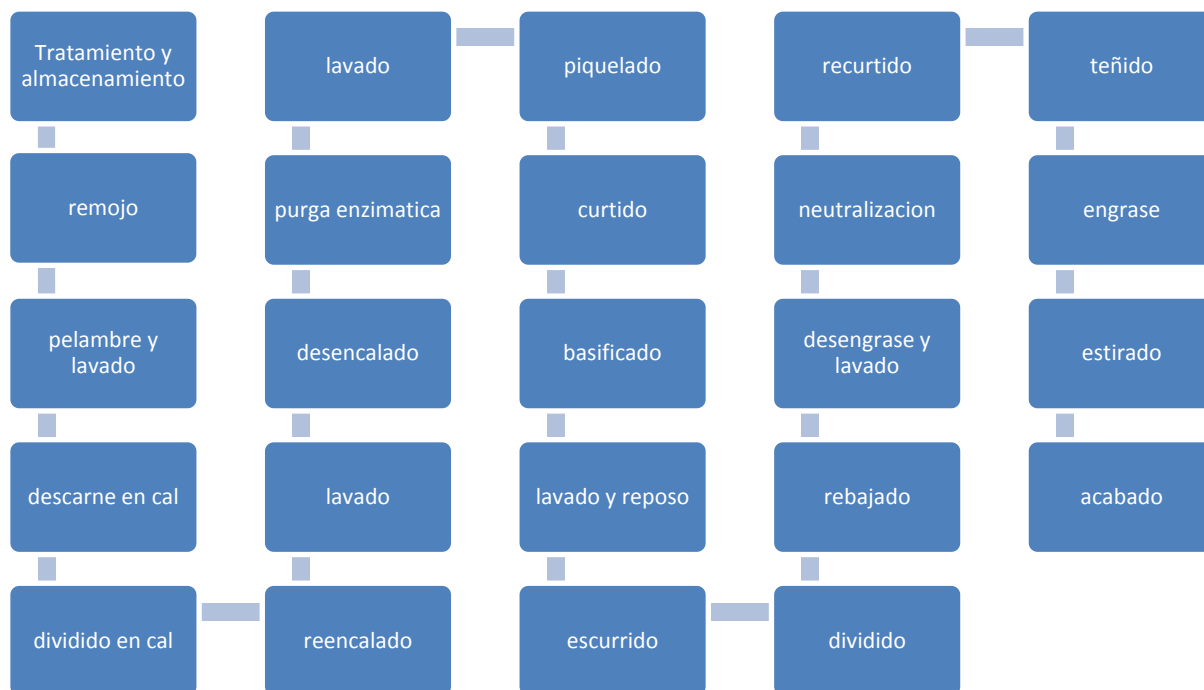 Tratamiento y
almacenamiento
remojo
pelambre y
lavado
descarne en cal
dividido en cal
reencalado
lavado
desencalado
purga enzimatica
lavado
piquelado
curtido
basificado
lavado y reposo
escurrido
dividido
rebajado
desengrase y
lavado
neutralizacion
recurtido
teñido
engrase
estirado
acabado